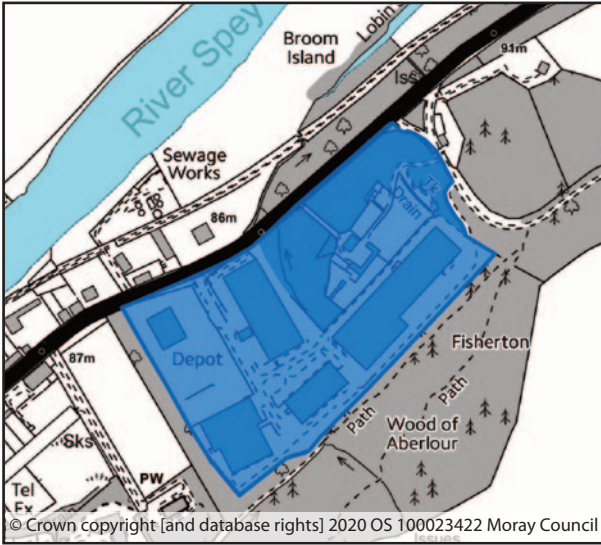 River Spey
Broom
Island
Lobin
Iss
91m
Sewage
Works
86m
Tk
Drain
87m
Depot
Fisherton
Path
Path
Wood of
Aberlour
Sks
Tel
Ex
PW
Issues
© Crown copyright [and database rights] 2020 OS 100023422 Moray Council